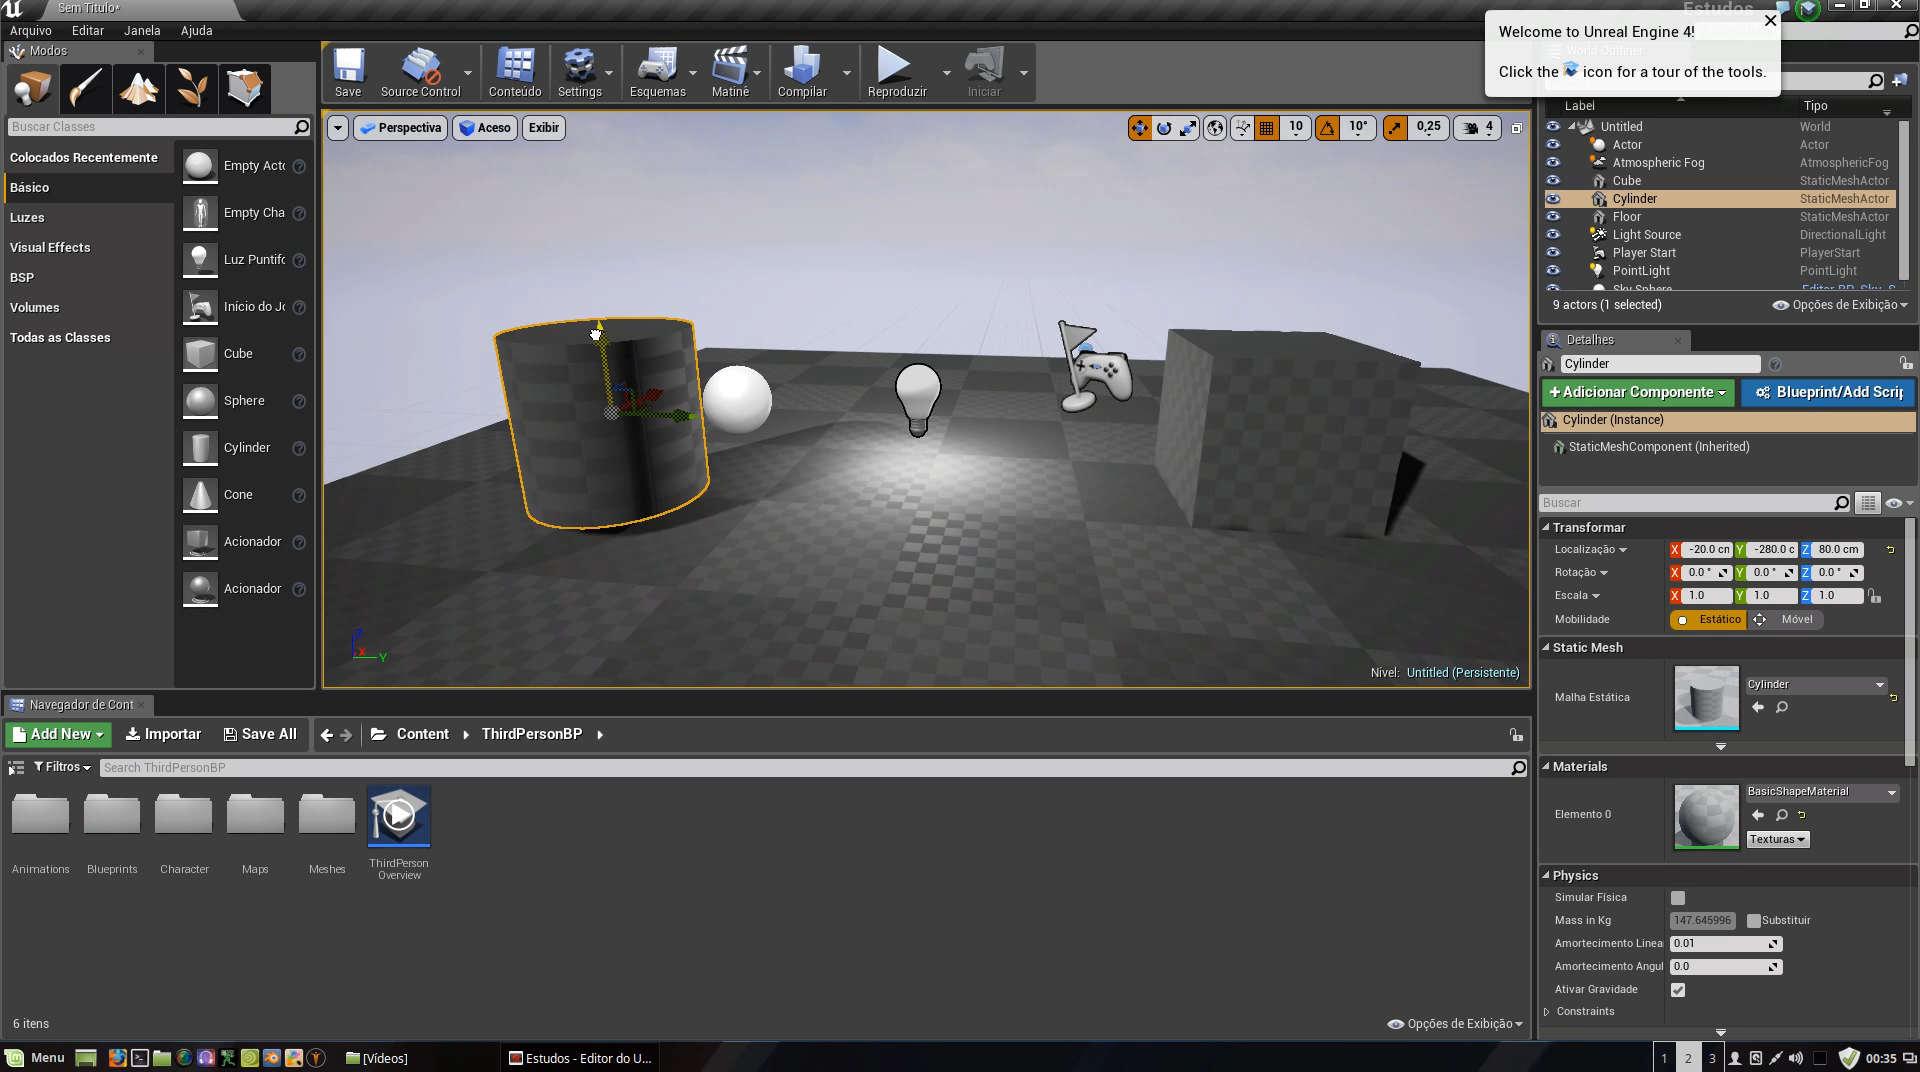 Sem Título*
Estudos
Arquivo
Editar
Janela
Ajuda
Welcome to Unreal Engine 4!
Click the icon for a tour of the tools.
Modos
Save
Source Control
Conteúdo
Settings
Esquemas
Matinê
Compilar
Reproduzir
Iniciar
Buscar Classes
Colocados Recentemente
Básico
Luzes
Visual Effects
BSP
Volumes
Todas as Classes
Empty Actc
Empty Cha
Luz Puntifc
Início do Jc
Cube
Sphere
Cylinder
Cone
Acionador
Acionador
Perspectiva
Aceso
Exibir
10
10°
0,25
4
Z
X
Y
Nível: Untitled (Persistente)
World Outliner
Label
Tipo
Untitled World
Actor Actor
Atmospheric Fog AtmosphericFog
Cube StaticMeshActor
Cylinder StaticMeshActor
Floor StaticMeshActor
Light Source DirectionalLight
Player Start PlayerStart
PointLight PointLight
Sky Sphere
9 actors (1 selected)
Opções de Exibição
Detalhes
Cylinder
+Adicionar Componente
Blueprint/Add Scrip
Cylinder (Instance)
StaticMeshComponent (Inherited)
Buscar
Transformar
Localização X -20.0 cm Y -280.0 c Z 80.0 cm
Rotação X 0.0 ° Y 0.0 ° Z 0.0 °
Escala X 1.0 Y 1.0 Z 1.0
Mobilidade Estático Móvel
Static Mesh
Malha Estática
Cylinder
Materials
Elemento 0
BasicShapeMaterial
Texturas
Physics
Simular Física
Mass in Kg 147.645996 Substituir
Amortecimento Linea 0.01
Amortecimento Angul 0.0
Ativar Gravidade
Constraints
Navegador de Cont
Add New
Importar
Save All
Content
ThirdPersonBP
Filtros
Search ThirdPersonBP
Animations
Blueprints
Character
Maps
Meshes
ThirdPerson
Overview
6 itens
Opções de Exibição
Menu
[Vídeos]
Estudos - Editor do U...
1
2
3
00:35